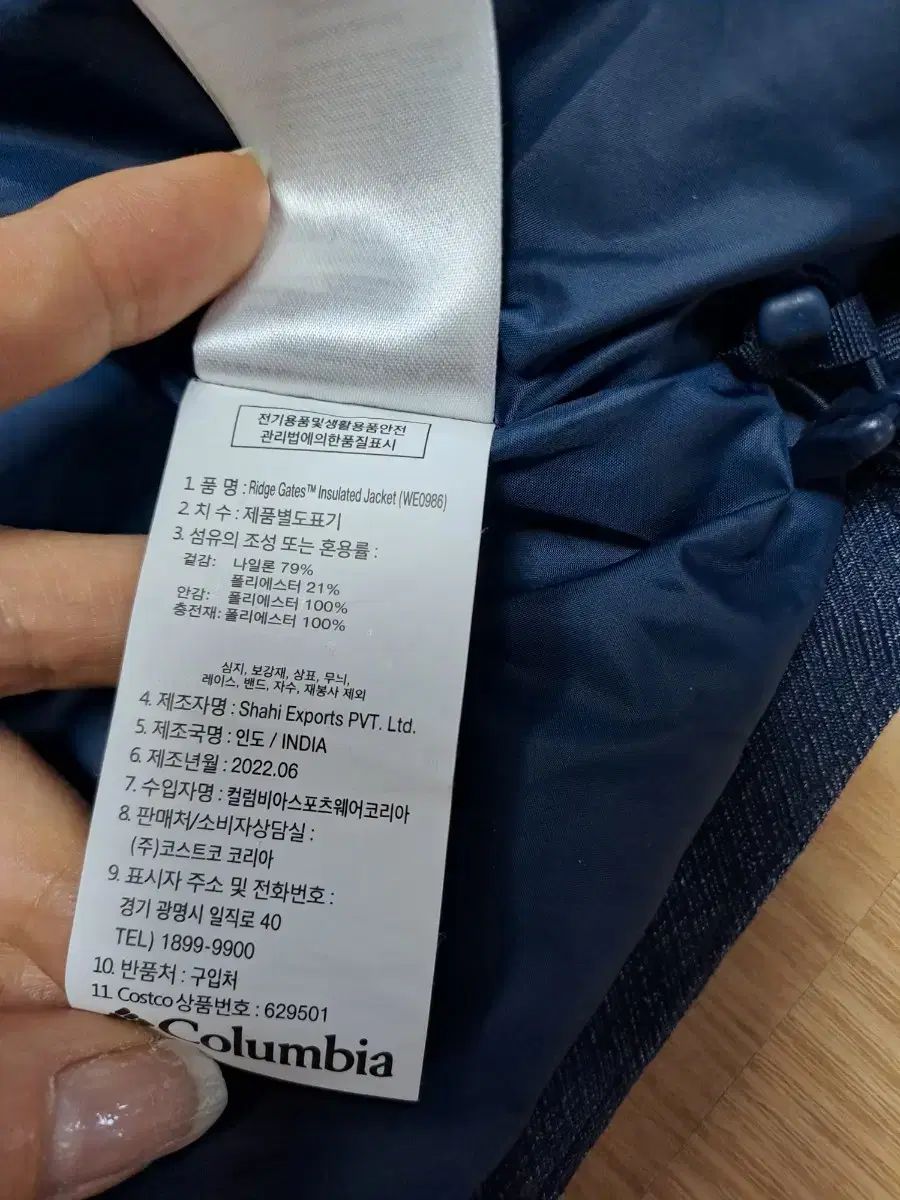 전기용품및생활용품안전
관리법에의한품질표시
1. 품 명 : Ridge Gates™ Insulated Jacket (WE0986)
2. 치 수 : 제품별도표기
3. 섬유의 조성 또는 혼용률 :
겉감: 나일론 79%
폴리에스터 21%
안감: 폴리에스터 100%
충전재: 폴리에스터 100%
심지, 보강재, 상표, 무늬,
레이스, 밴드, 자수, 재봉사 제외
4. 제조자명 : Shahi Exports PVT. Ltd.
5. 제조국명 : 인도 / INDIA
6. 제조년월 : 2022.06
7. 수입자명 : 컬럼비아스포츠웨어코리아
8. 판매처/소비자상담실 :
(주)코스트코 코리아
9. 표시자 주소 및 전화번호 :
경기 광명시 일직로 40
TEL) 1899-9900
10. 반품처 : 구입처
11. Costco 상품번호 : 629501
Columbia